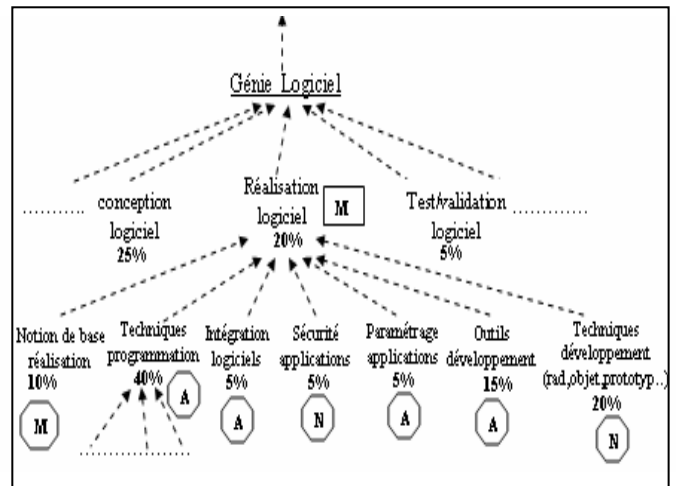 Génie Logiciel
............ conception logiciel 25%
Réalisation logiciel 20%
M
Test/validation logiciel 5%
..............
Notion de base réalisation 10%
M
Techniques programmation 40%
A
......................
Intégration logiciels 5%
A
Sécurité applications 5%
N
Paramétrage applications 5%
A
Outils développement 15%
A
Techniques développement (rad,objet,prototyp..) 20%
N